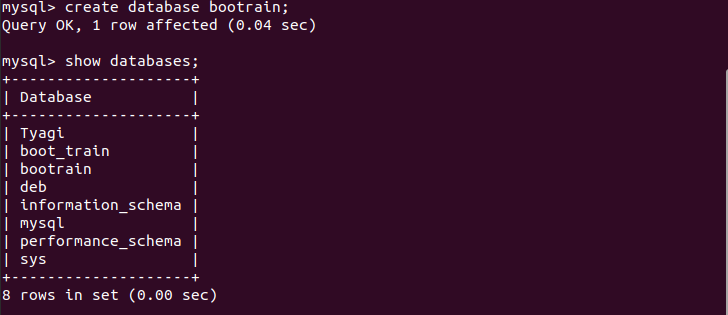 mysql> create database bootrain;
Query OK, 1 row affected (0.04 sec)
mysql> show databases;
+--------------------+
| Database           |
+--------------------+
| Tyagi              |
| boot_train         |
| bootrain           |
| deb                |
| information_schema |
| mysql              |
| performance_schema |
| sys                |
+--------------------+
8 rows in set (0.00 sec)